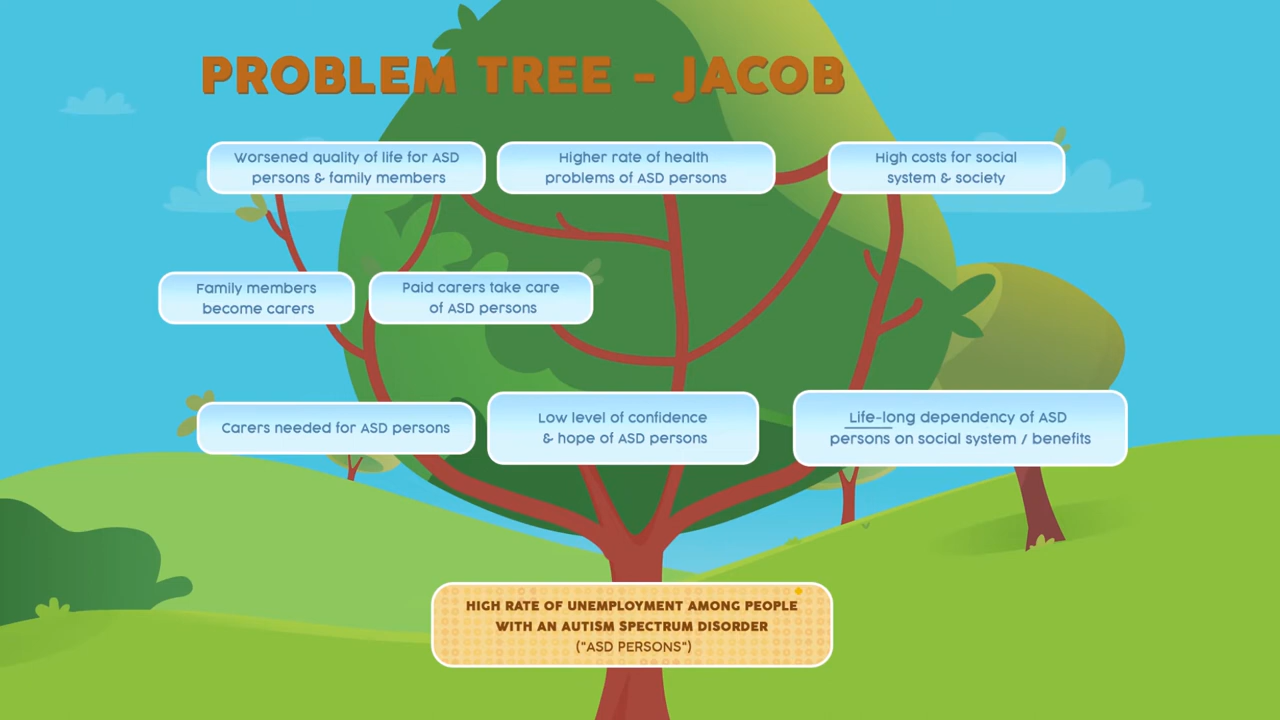 PROBLEM TREE - JACOB
Worsened quality of life for ASD
persons & family members
Higher rate of health
problems of ASD persons
High costs for social
system & society
Family members
become carers
Paid carers take care
of ASD persons
Carers needed for ASD persons
Low level of confidence
& hope of ASD persons
Life-long dependency of ASD
persons on social system / benefits
HIGH RATE OF UNEMPLOYMENT AMONG PEOPLE
WITH AN AUTISM SPECTRUM DISORDER
("ASD PERSONS")